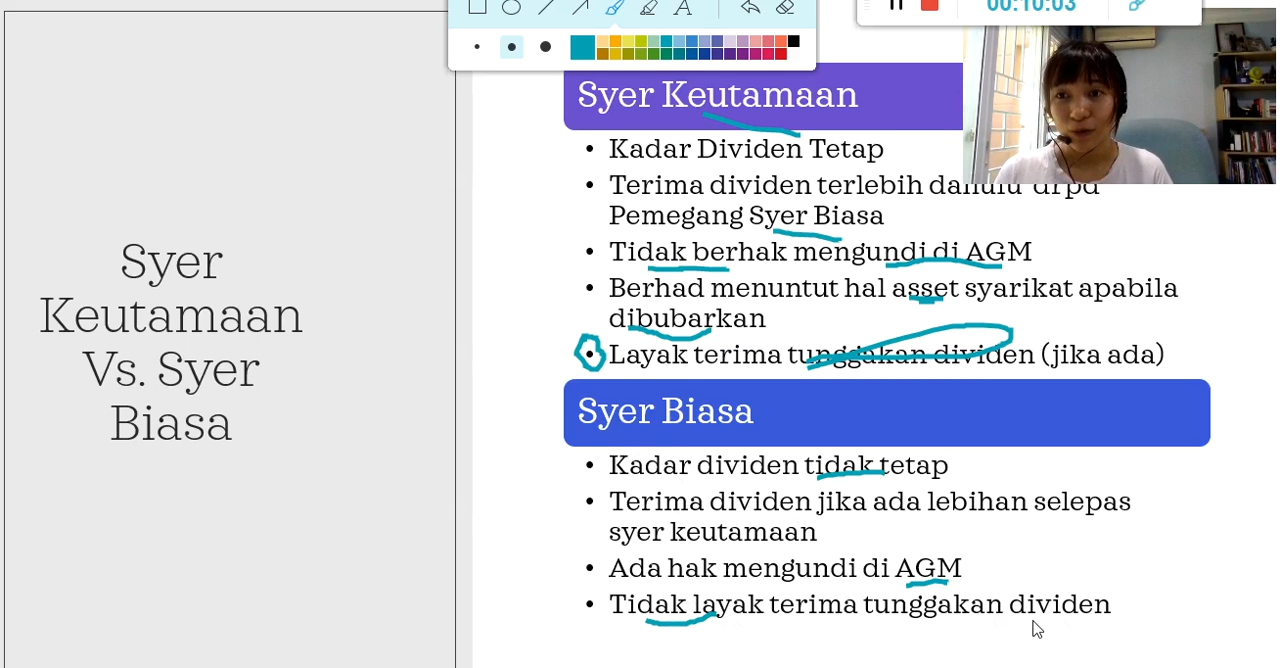 00:10:03
A
Syer
Keutamaan
Vs. Syer
Biasa
Syer Keutamaan
• Kadar Dividen Tetap
• Terima dividen terlebih dahulu drpd
Pemegang Syer Biasa
• Tidak berhak mengundi di AGM
• Berhad menuntut hal asset syarikat apabila
dibubarkan
• Layak terima tunggakan dividen (jika ada)
Syer Biasa
• Kadar dividen tidak tetap
• Terima dividen jika ada lebihan selepas
syer keutamaan
• Ada hak mengundi di AGM
• Tidak layak terima tunggakan dividen